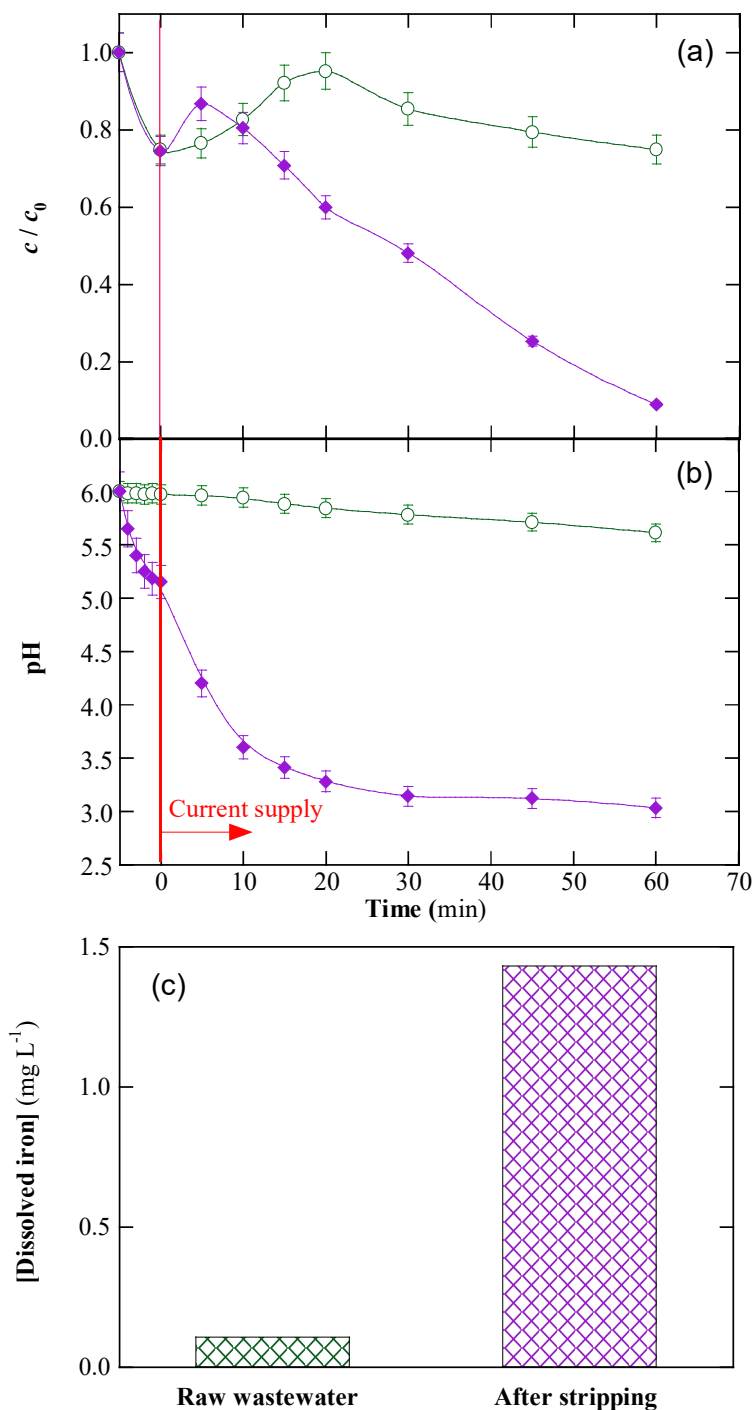 (a)
1.0
0.8
0.6
0.4
0.2
0.0
c / c0
(b)
6.0
5.5
5.0
4.5
4.0
3.5
3.0
2.5
pH
Current supply
0 10 20 30 40 50 60 70
Time (min)
(c)
1.5
1.0
0.5
0.0
[Dissolved iron] (mg L-1)
Raw wastewater After stripping